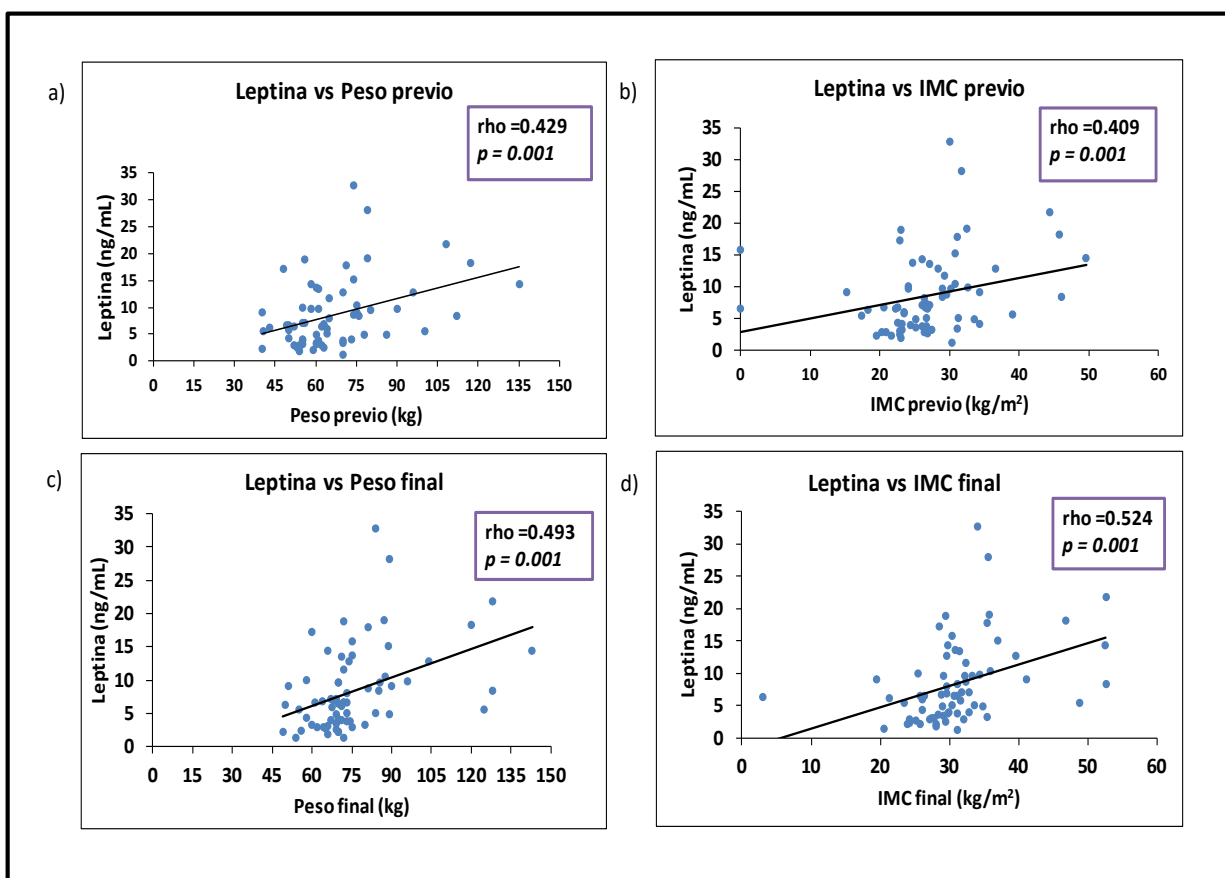 a)
Leptina vs Peso previo
rho =0.429
p = 0.001
35
30
25
20
15
10
5
0
Leptina (ng/mL)
0 15 30 45 60 75 90 105 120 135 150
Peso previo (kg)
b)
Leptina vs IMC previo
rho =0.409
p = 0.001
35
30
25
20
15
10
5
0
Leptina (ng/mL)
0 10 20 30 40 50 60
IMC previo (kg/m²)
c)
Leptina vs Peso final
rho =0.493
p = 0.001
35
30
25
20
15
10
5
0
Leptina (ng/mL)
0 15 30 45 60 75 90 105 120 135 150
Peso final (kg)
d)
Leptina vs IMC final
rho =0.524
p = 0.001
35
30
25
20
15
10
5
0
Leptina (ng/mL)
0 10 20 30 40 50 60
IMC final (kg/m²)